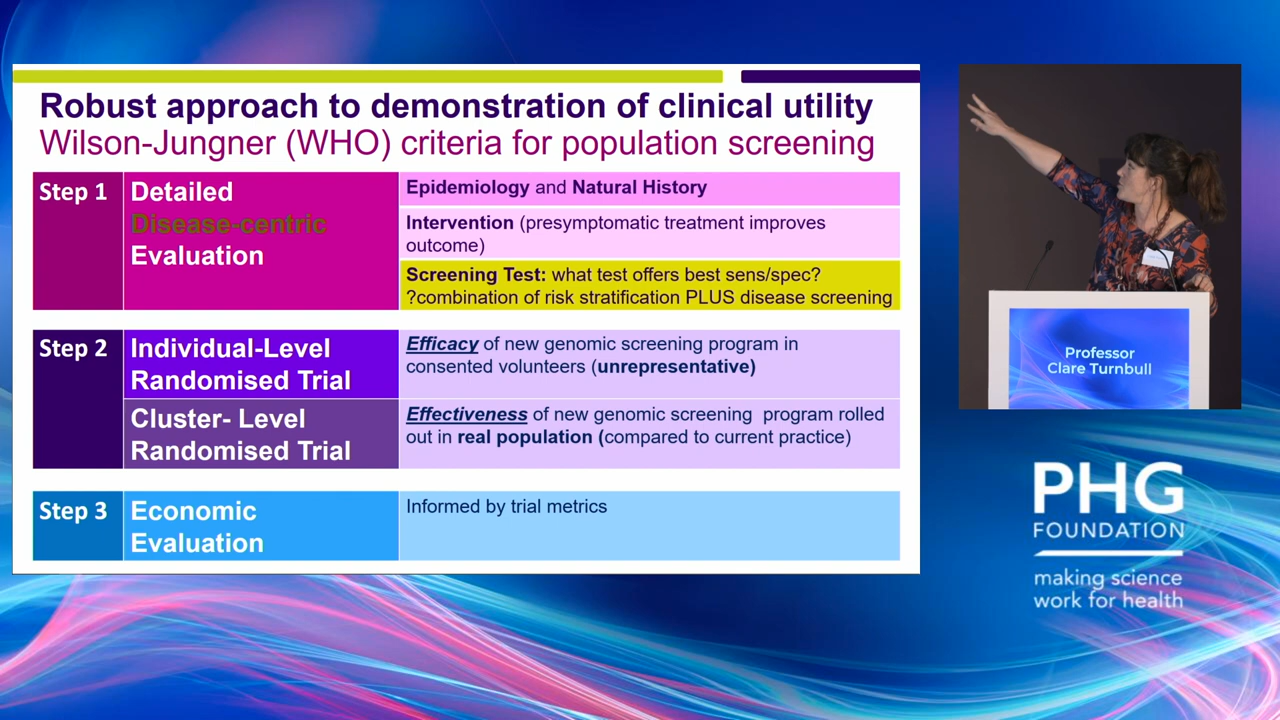 Robust approach to demonstration of clinical utility
Wilson-Jungner (WHO) criteria for population screening
Step 1
Detailed
Disease-centric
Evaluation
Epidemiology and Natural History
Intervention (presymptomatic treatment improves
outcome)
Screening Test: what test offers best sens/spec?
?combination of risk stratification PLUS disease screening
Step 2
Individual-Level
Randomised Trial
Efficacy of new genomic screening program in
consented volunteers (unrepresentative)
Cluster- Level
Randomised Trial
Effectiveness of new genomic screening program rolled
out in real population (compared to current practice)
Step 3
Economic
Evaluation
Informed by trial metrics
Professor
Clare Turnbull
PHG
FOUNDATION
making science
work for health